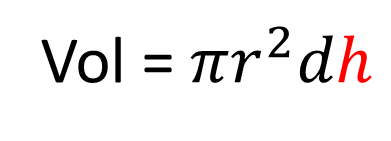 Vol = πr²dh